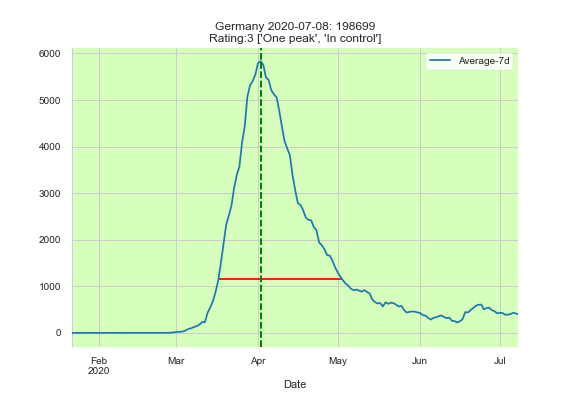 Germany 2020-07-08: 198699
Rating:3 ['One peak', 'In control']
Average-7d
6000
5000
4000
3000
2000
1000
0
Feb
2020
Mar
Apr
May
Jun
Jul
Date